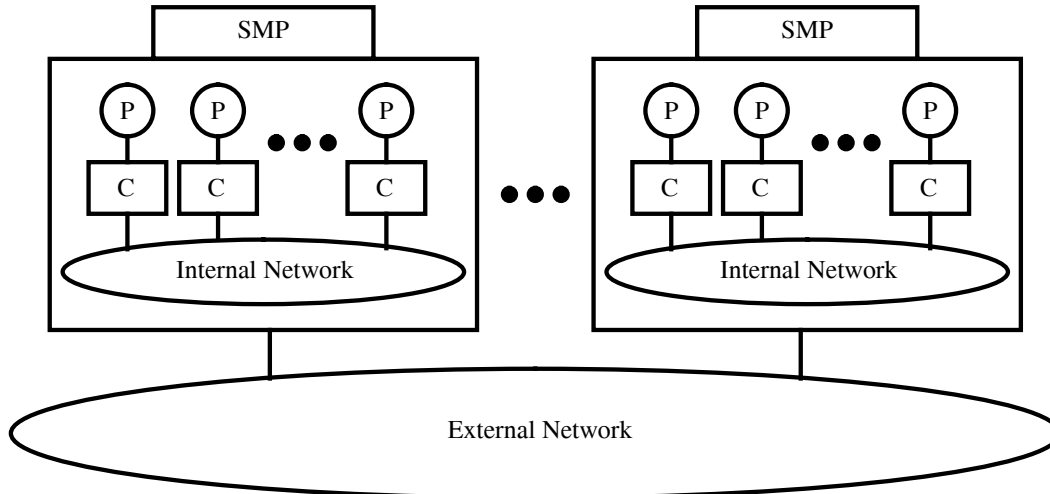 SMP SMP
P P P P P P
C C C C C C
Internal Network Internal Network
External Network